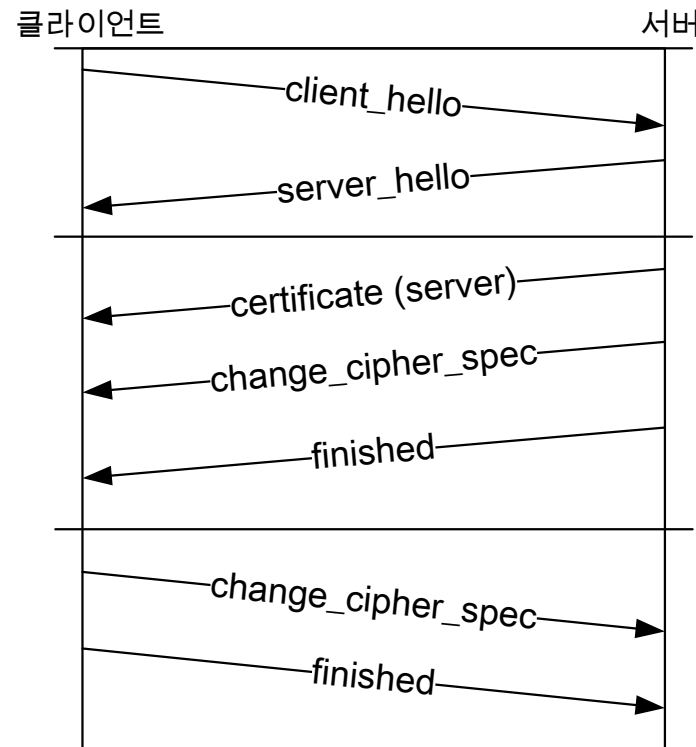 클라이언트
서버
client_hello
server_hello
certificate (server)
change_cipher_spec
finished
change_cipher_spec
finished